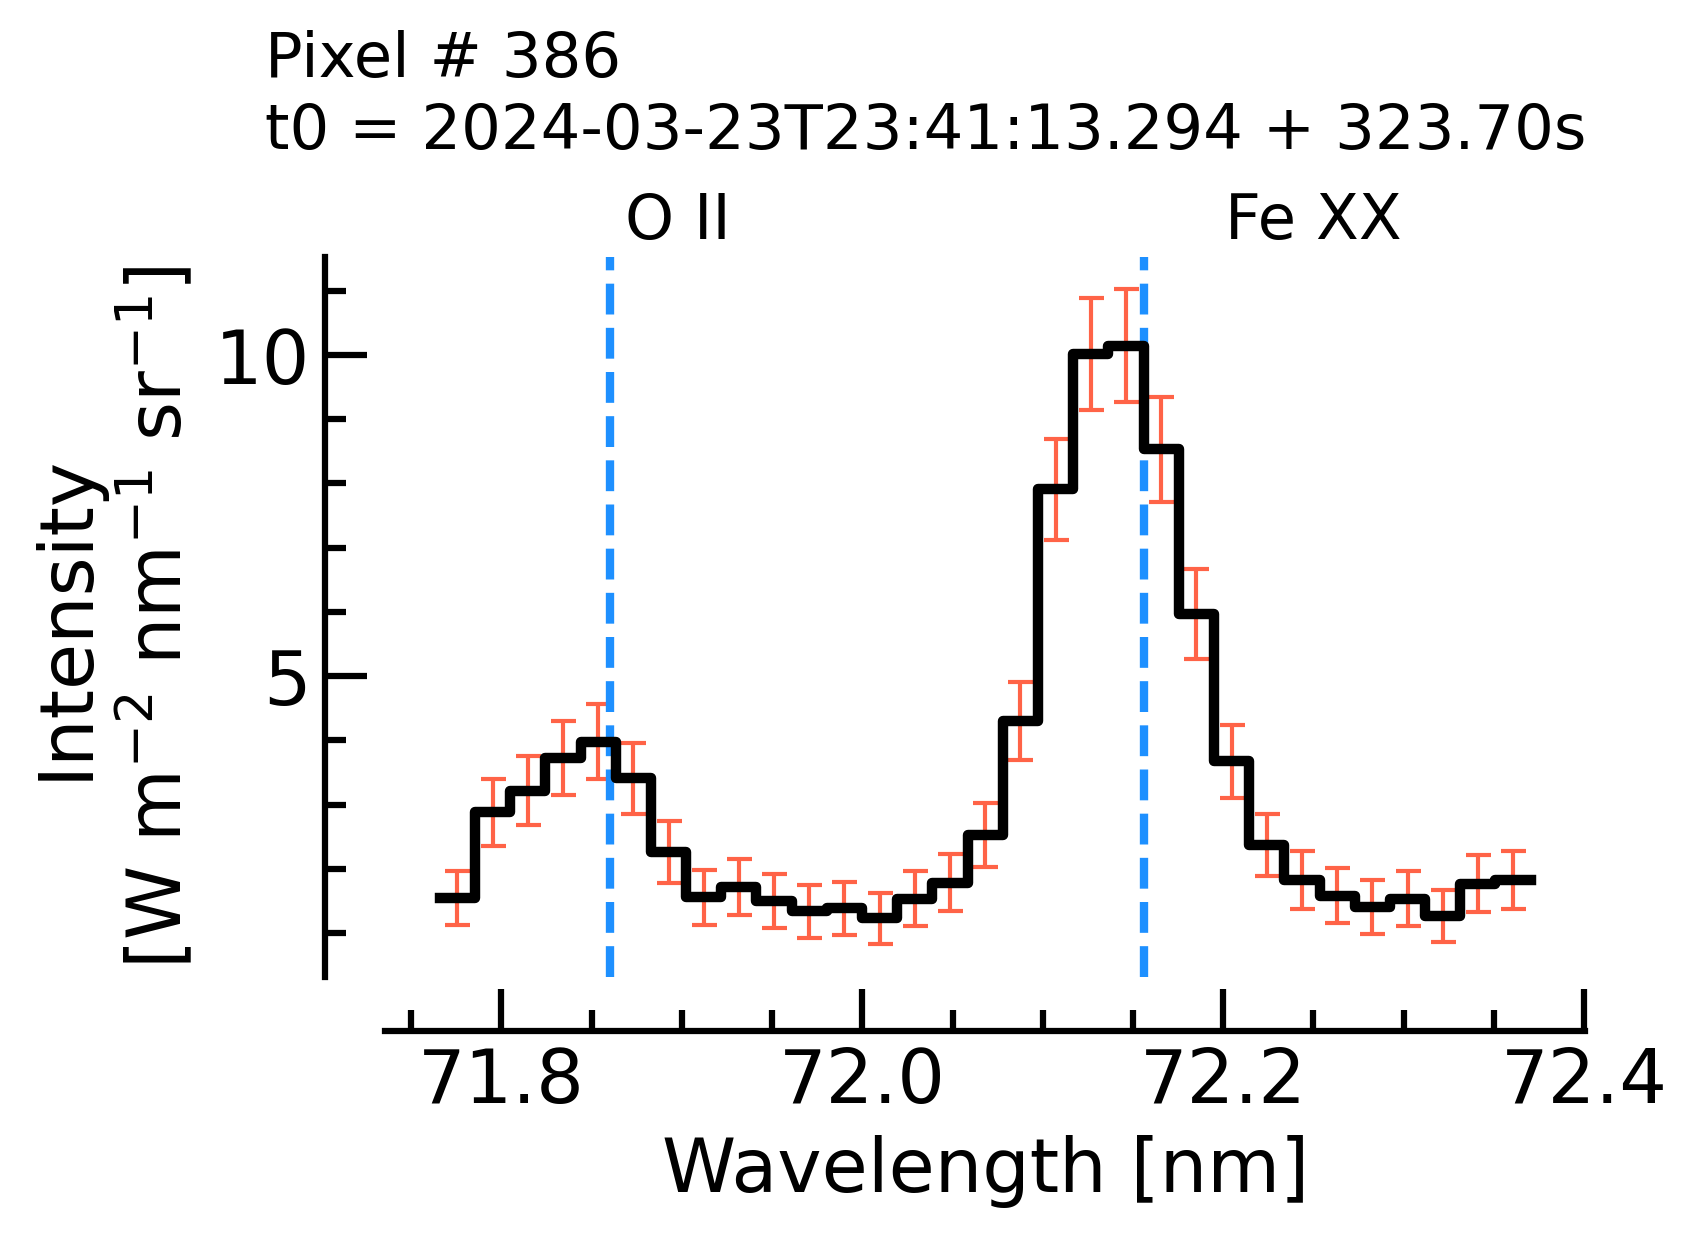 Pixel # 386
t0 = 2024-03-23T23:41:13.294 + 323.70s
O II
Fe XX
Intensity
[W m⁻² nm⁻¹ sr⁻¹]
10
5
71.8
72.0
72.2
72.4
Wavelength [nm]